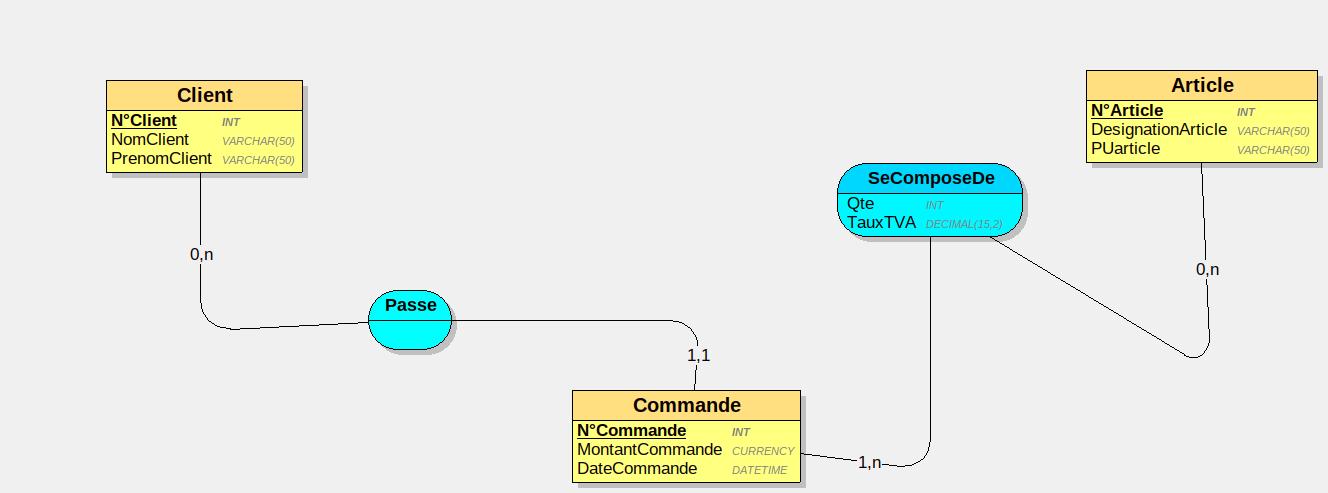 Client
N°Client INT
NomClient VARCHAR(50)
PrenomClient VARCHAR(50)
0,n
Passe
1,1
Commande
N°Commande INT
MontantCommande CURRENCY
DateCommande DATETIME
1,n
SeComposeDe
Qte INT
TauxTVA DECIMAL(15,2)
Article
N°Article INT
DesignationArticle VARCHAR(50)
PUarticle VARCHAR(50)
0,n